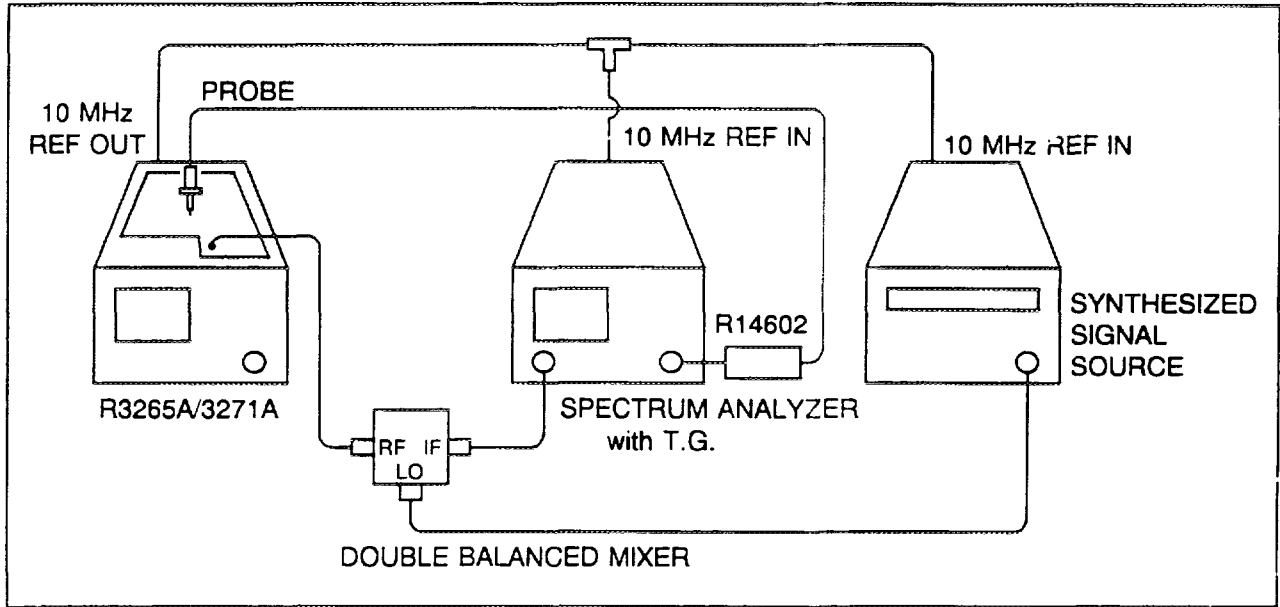 PROBE
10 MHz
REF OUT
10 MHz REF IN
10 MHz REF IN
R14602
SYNTHESIZED
SIGNAL
SOURCE
R3265A/3271A
SPECTRUM ANALYZER
with T.G.
RF IF
LO
DOUBLE BALANCED MIXER